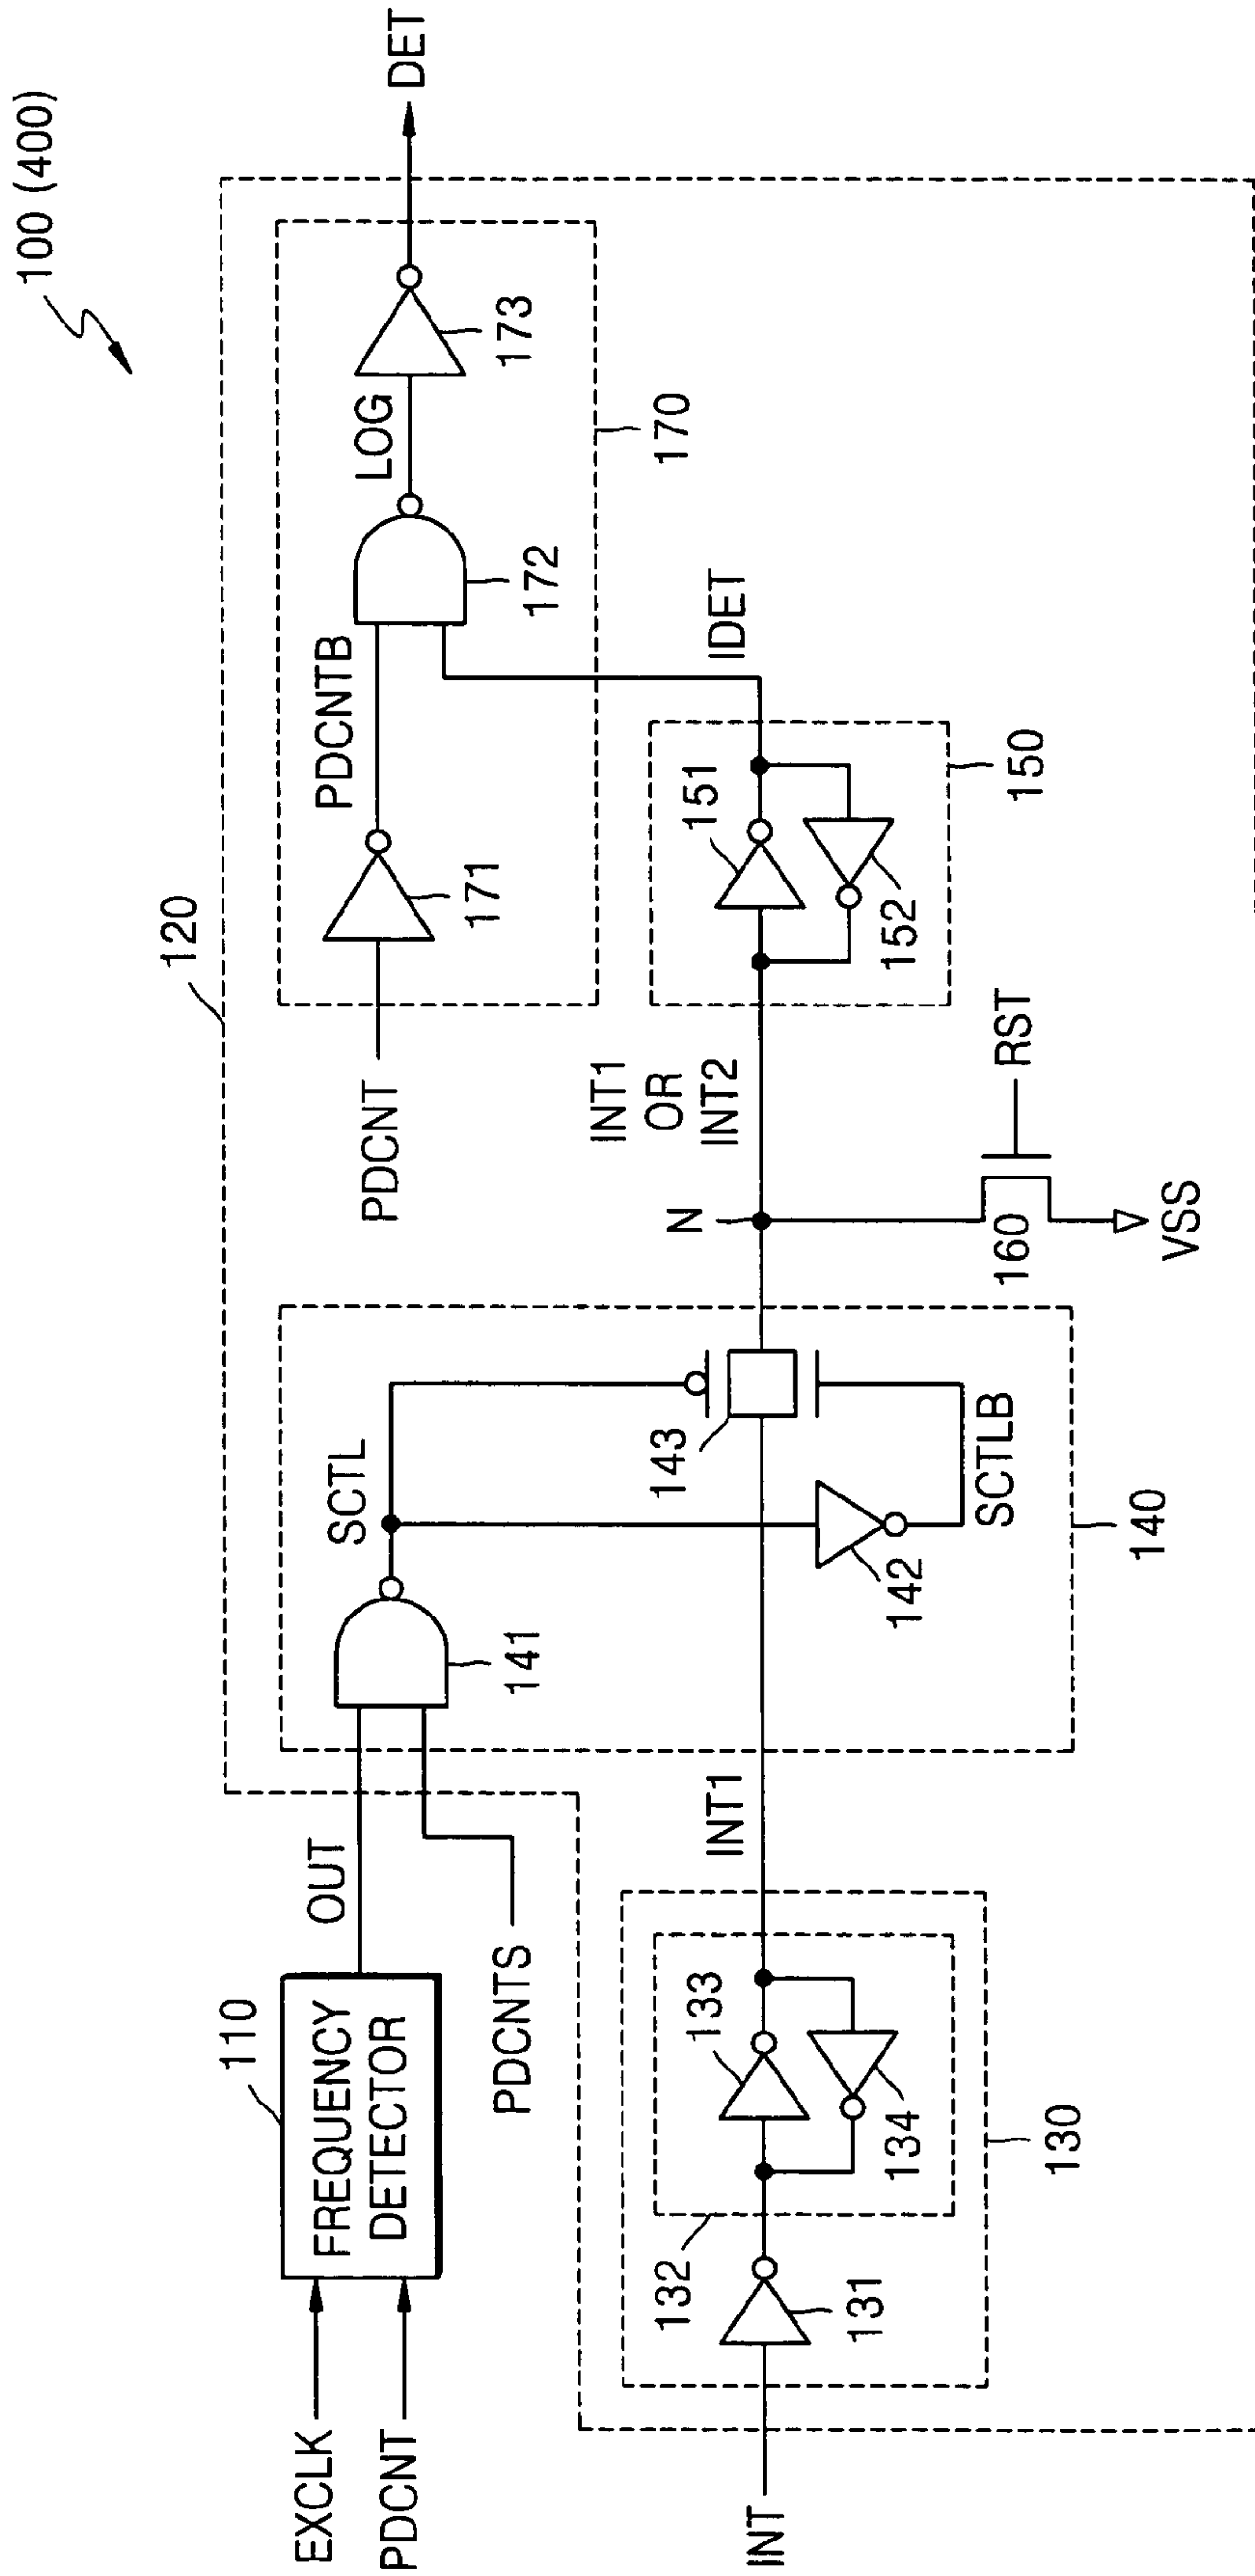 100 (400)
120
DET
PDCNT
171
PDCNTB
172
LOG
173
170
EXCLK
PDCNT
110
FREQUENCY
DETECTOR
OUT
PDCNTS
141
SCTL
142
143
SCTLB
140
N
INT1
OR
INT2
151
152
150
IDET
160
RST
VSS
INT
131
132
133
134
130
INT1